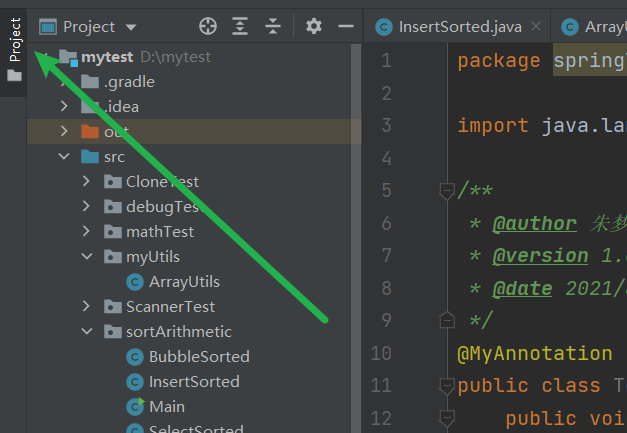 Project
Project
InsertSorted.java
mytest D:\mytest
.gradle
.idea
out
src
CloneTest
debugTest
mathTest
myUtils
ArrayUtils
ScannerTest
sortArithmetic
BubbleSorted
InsertSorted
Main
SelectSorted
1 package spring
2
3 import java.lan
4
5 /**
6 * @author 朱梦
7 * @version 1.
8 * @date 2021/
9 */
10 @MyAnnotation
11 public class T
12 public voi